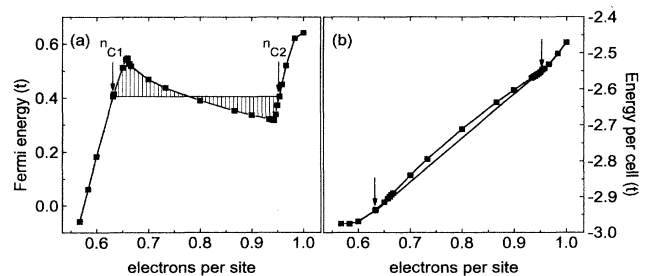 (a)
n_C1
n_C2
(b)
0.6
0.4
0.2
0.0
Fermi energy (t)
0.6 0.7 0.8 0.9 1.0
electrons per site
-2.4
-2.5
-2.6
-2.7
-2.8
-2.9
-3.0
Energy per cell (t)
0.6 0.7 0.8 0.9 1.0
electrons per site